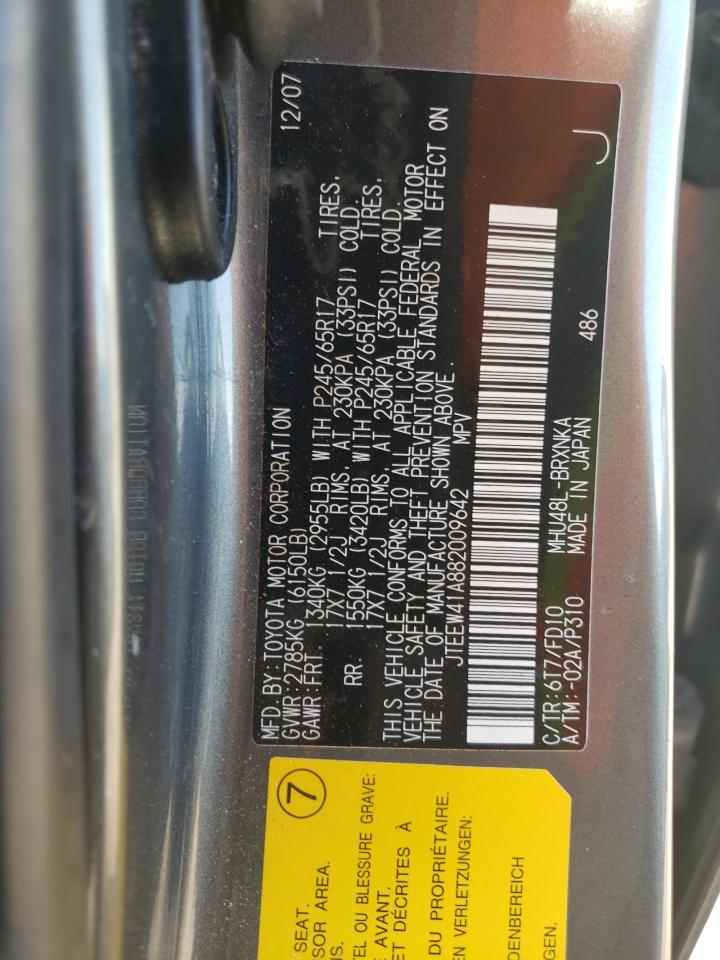 MFD.BY:TOYOTA MOTOR CORPORATION 12/07
GVWR:2785KG (6150LB)
GAWR:FRT. 1340KG (2955LB) WITH P245/65R17 TIRES,
17X7 1/2J RIMS, AT 230KPA (33PSI) COLD.
RR. 1550KG (3420LB) WITH P245/65R17 TIRES,
17X7 1/2J RIMS, AT 230KPA (33PSI) COLD.
THIS VEHICLE CONFORMS TO ALL APPLICABLE FEDERAL MOTOR
VEHICLE SAFETY AND THEFT PREVENTION STANDARDS IN EFFECT ON
THE DATE OF MANUFACTURE SHOWN ABOVE.
JTEEW41A882009642 MPV
C/TR:6T7/FD10 MHU48L-BRXNKA
A/TM:-02A/P310 MADE IN JAPAN 486 J
7
SEAT.
SOR AREA.
NS.
TEL OU BLESSURE GRAVE:
E AVANT.
ET DÉCRITES À
DU PROPRIÉTAIRE.
EN VERLETZUNGEN:
DENBEREICH
GEN.